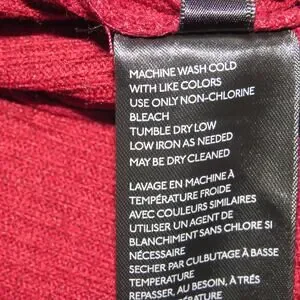 MACHINE WASH COLD
WITH LIKE COLORS
USE ONLY NON-CHLORINE
BLEACH
TUMBLE DRY LOW
LOW IRON AS NEEDED
MAY BE DRY CLEANED
LAVAGE EN MACHINE À
TEMPÉRATURE FROIDE
AVEC COULEURS SIMILAIRES
UTILISER UN AGENT DE
BLANCHIMENT SANS CHLORE SI
NÉCESSAIRE
SECHER PAR CULBUTAGE À BASSE
TEMPERATURE
REPASSER, AU BESOIN, À TRÉS